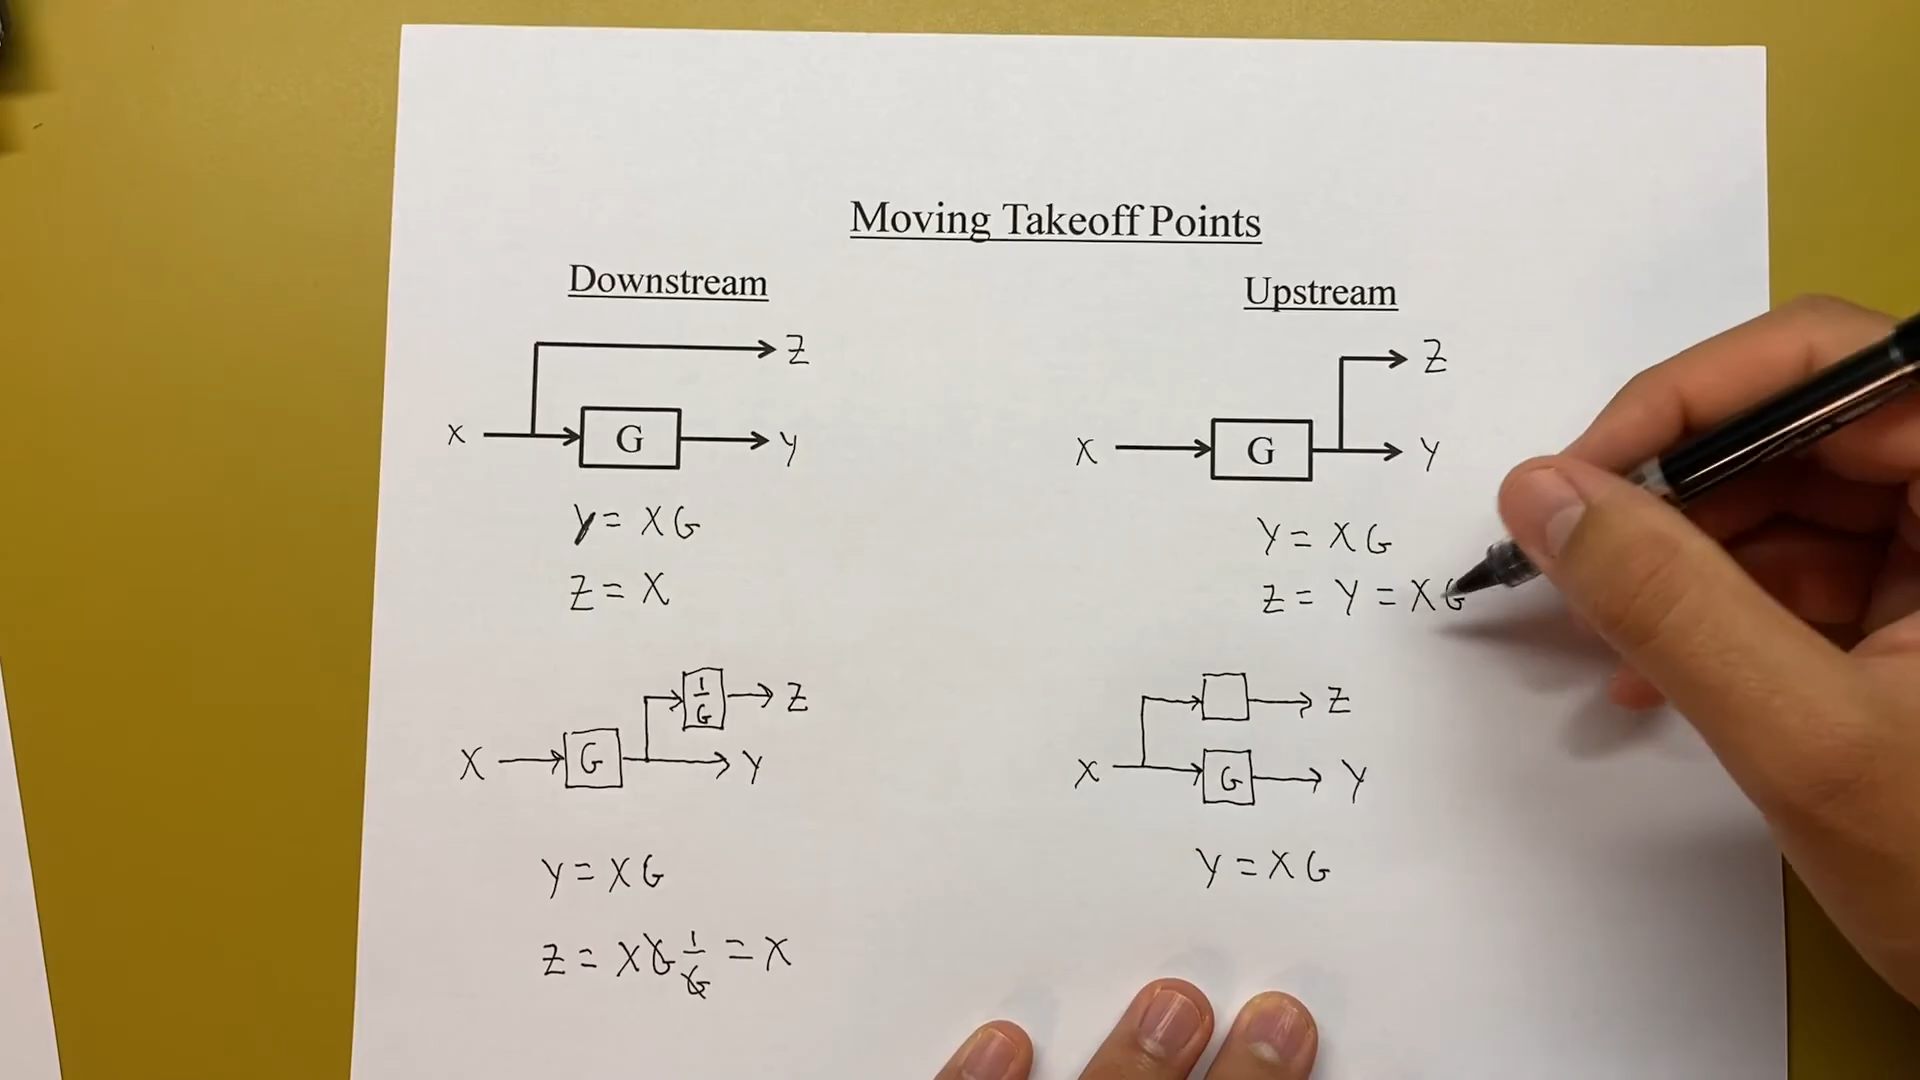 Moving Takeoff Points
Downstream
Z
X
G
Y
Y = XG
Z = X
1
G
Z
X
G
Y
Y = XG
Z = XG 1/G = X
Upstream
Z
X
G
Y
Y = XG
Z = Y = XG
Z
X
G
Y
Y = XG